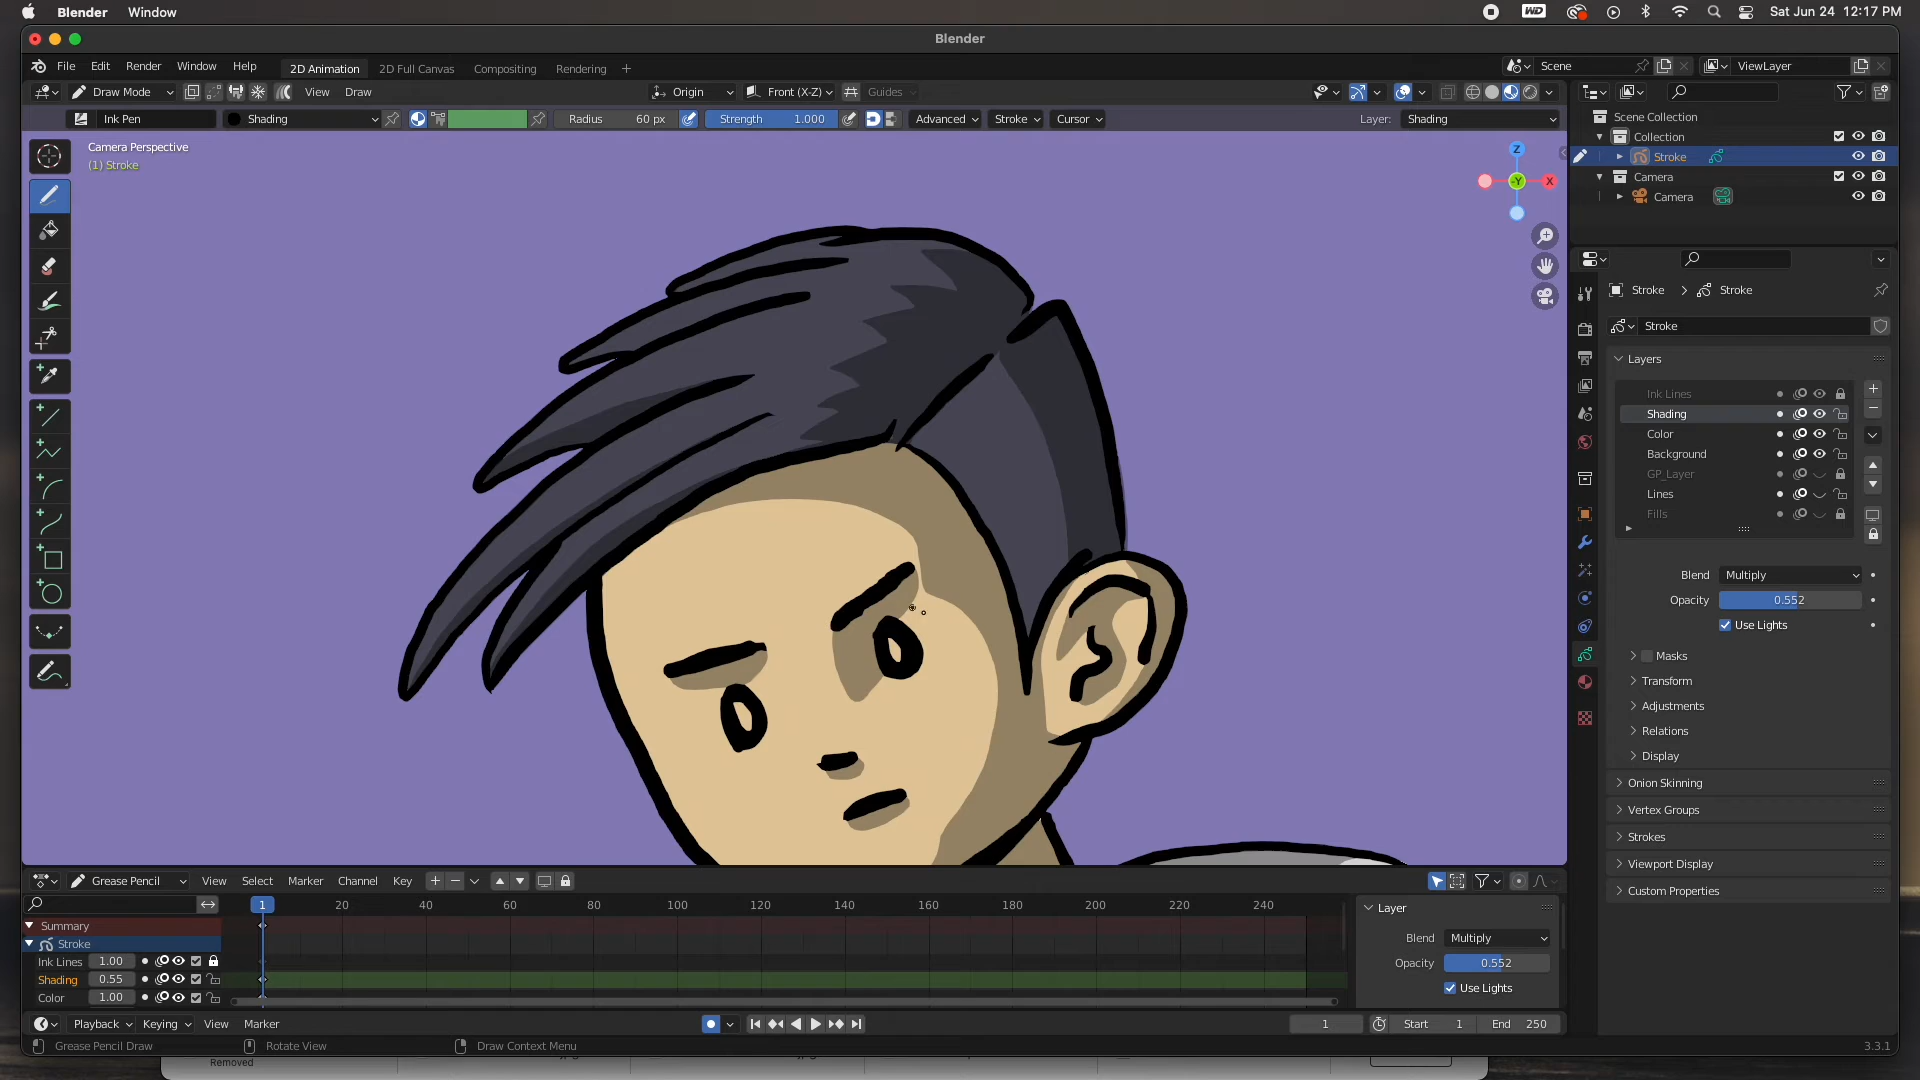 Blender Window
Sat Jun 24 12:17 PM
Blender
File Edit Render Window Help 2D Animation 2D Full Canvas Compositing Rendering +
Scene ViewLayer
Draw Mode View Draw Origin Front (X-Z) Guides
Ink Pen Shading Radius 60 px Strength 1.000 Advanced Stroke Cursor Layer: Shading
Scene Collection
Collection
Stroke
Camera
Camera
Camera Perspective
(1) Stroke
Z
-Y X
Stroke > Stroke
Stroke
Layers
Ink Lines
Shading
Color
Background
GP_Layer
Lines
Fills
Blend Multiply
Opacity 0.552
Use Lights
Masks
Transform
Adjustments
Relations
Display
Onion Skinning
Vertex Groups
Strokes
Viewport Display
Custom Properties
Grease Pencil View Select Marker Channel Key
1 20 40 60 80 100 120 140 160 180 200 220 240
Summary
Stroke
Ink Lines 1.00
Shading 0.55
Color 1.00
Layer
Blend Multiply
Opacity 0.552
Use Lights
Playback Keying View Marker
1 Start 1 End 250
Grease Pencil Draw Rotate View Draw Context Menu
3.3.1
Removed